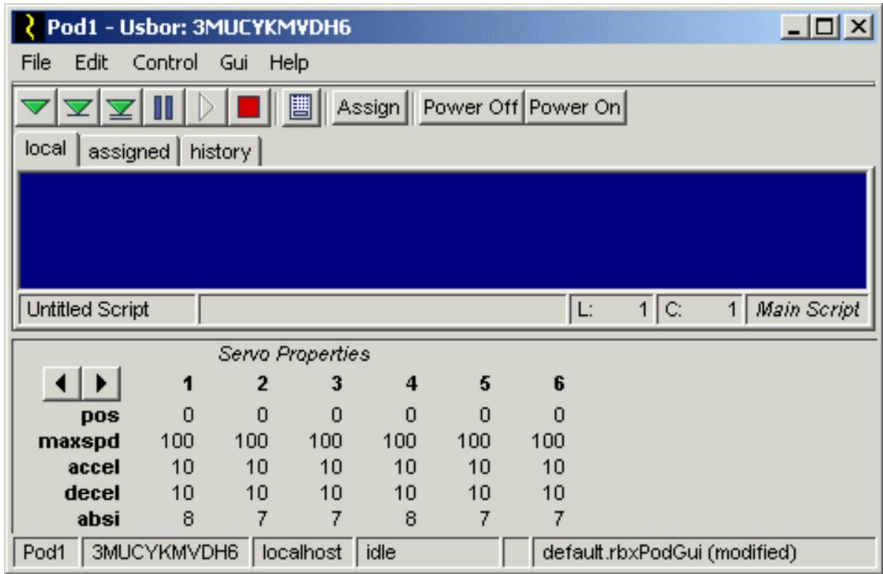 Pod1 - Usbor: 3MUCYKMVDH6
File Edit Control Gui Help
Assign Power Off Power On
local assigned history
Untitled Script L: 1 C: 1 Main Script
Servo Properties
1 2 3 4 5 6
pos 0 0 0 0 0 0
maxspd 100 100 100 100 100 100
accel 10 10 10 10 10 10
decel 10 10 10 10 10 10
absi 8 7 7 8 7 7
Pod1 3MUCYKMVDH6 localhost idle default.rbxPodGui (modified)